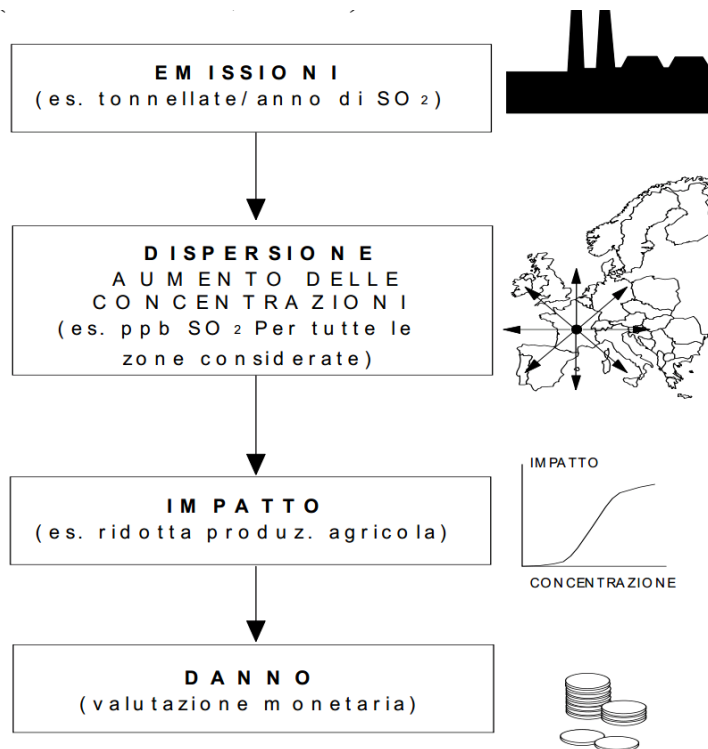 EMISSIONI
(es. tonnellate/anno di SO2)
DISPERSIONE
AUMENTO DELLE
CONCENTRAZIONI
(es. ppb SO2 Per tutte le
zone considerate)
IMPATTO
(es. ridotta produz. agricola)
IMPATTO
CONCENTRAZIONE
DANNO
(valutazione monetaria)